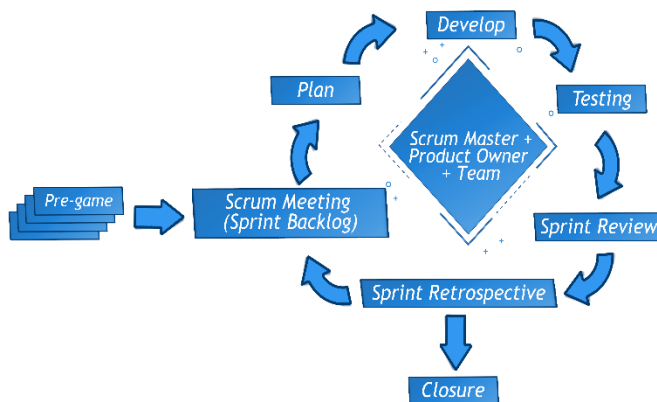 Develop
Plan
Testing
Scrum Master +
Product Owner
+ Team
Pre-game
Scrum Meeting
(Sprint Backlog)
Sprint Review
Sprint Retrospective
Closure